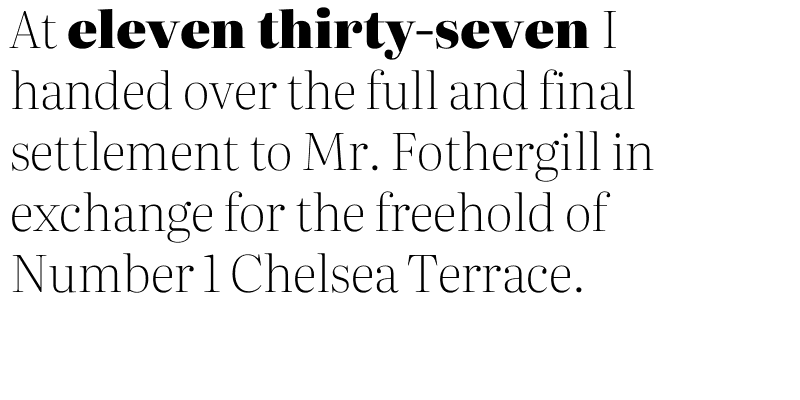 At eleven thirty-seven I
handed over the full and final
settlement to Mr. Fothergill in
exchange for the freehold of
Number 1 Chelsea Terrace.